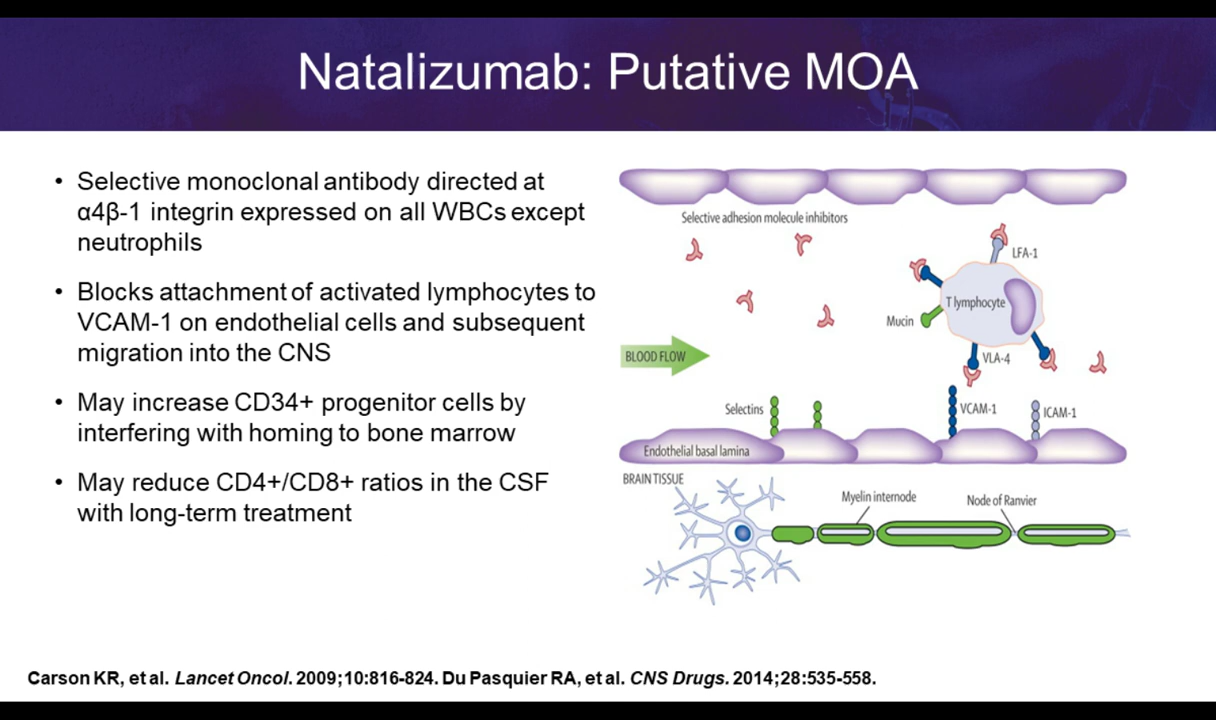 Natalizumab: Putative MOA
• Selective monoclonal antibody directed at
α4β-1 integrin expressed on all WBCs except
neutrophils
• Blocks attachment of activated lymphocytes to
VCAM-1 on endothelial cells and subsequent
migration into the CNS
• May increase CD34+ progenitor cells by
interfering with homing to bone marrow
• May reduce CD4+/CD8+ ratios in the CSF
with long-term treatment
Selective adhesion molecule inhibitors
LFA-1
T lymphocyte
Mucin
VLA-4
BLOOD FLOW
Selectins
VCAM-1
ICAM-1
Endothelial basal lamina
BRAIN TISSUE
Myelin internode
Node of Ranvier
Carson KR, et al. Lancet Oncol. 2009;10:816-824. Du Pasquier RA, et al. CNS Drugs. 2014;28:535-558.